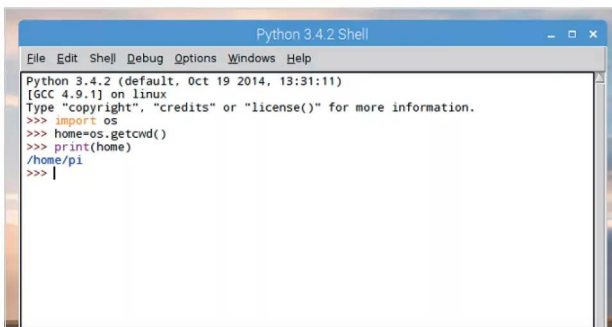 Python 3.4.2 Shell
File Edit Shell Debug Options Windows Help
Python 3.4.2 (default, Oct 19 2014, 13:31:11)
[GCC 4.9.1] on linux
Type "copyright", "credits" or "license()" for more information.
>>> import os
>>> home=os.getcwd()
>>> print(home)
/home/pi
>>>